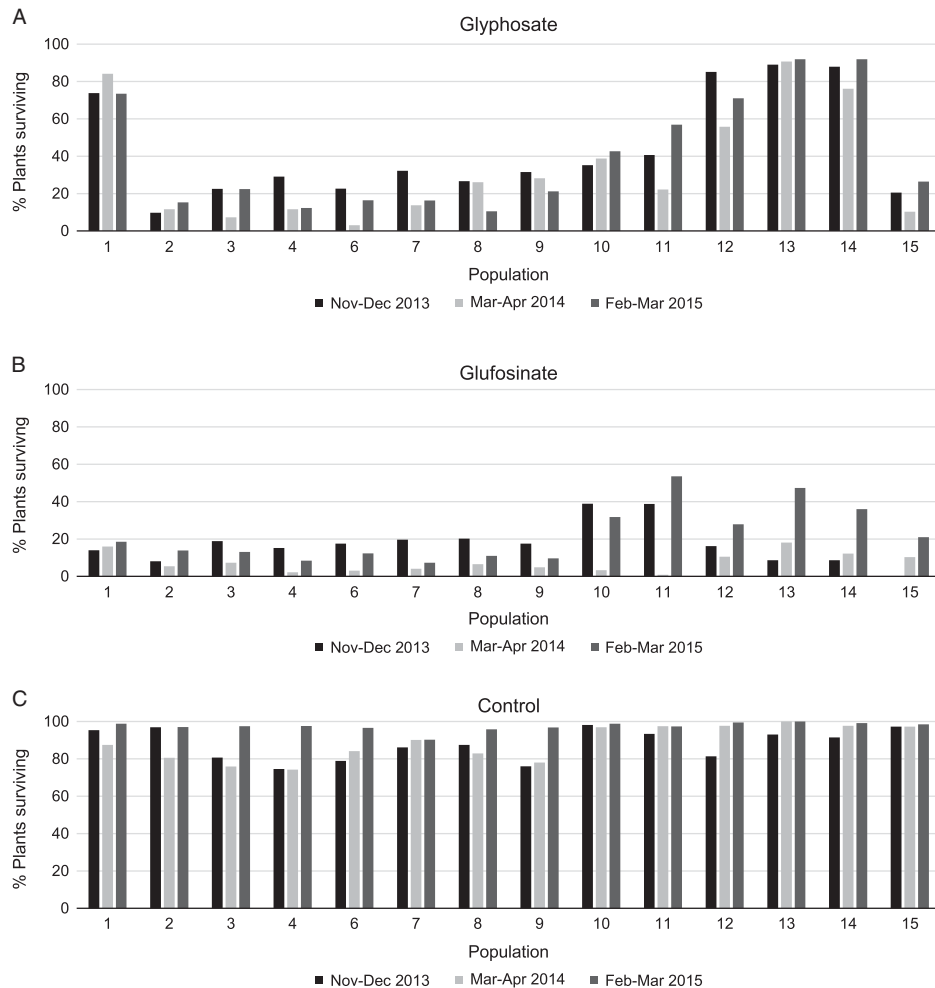 A
Glyphosate
% Plants surviving
100
80
60
40
20
0
1 2 3 4 6 7 8 9 10 11 12 13 14 15
Population
Nov-Dec 2013 Mar-Apr 2014 Feb-Mar 2015
B
Glufosinate
% Plants survivng
100
80
60
40
20
0
1 2 3 4 6 7 8 9 10 11 12 13 14 15
Population
Nov-Dec 2013 Mar-Apr 2014 Feb-Mar 2015
C
Control
% Plants surviving
100
80
60
40
20
0
1 2 3 4 6 7 8 9 10 11 12 13 14 15
Population
Nov-Dec 2013 Mar-Apr 2014 Feb-Mar 2015